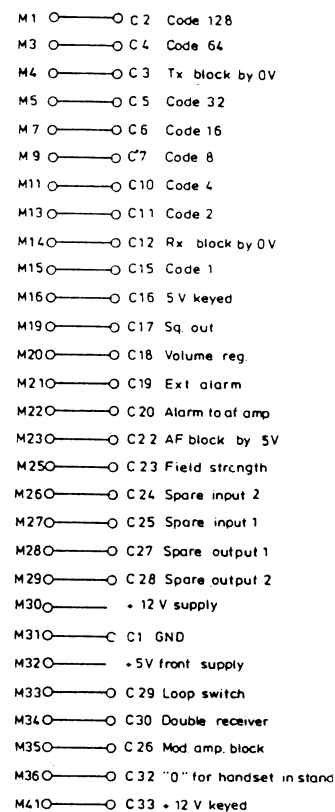 M1 C2 Code 128
M3 C4 Code 64
M4 C3 Tx block by 0V
M5 C5 Code 32
M7 C6 Code 16
M9 C7 Code 8
M11 C10 Code 4
M13 C11 Code 2
M14 C12 Rx block by 0V
M15 C15 Code 1
M16 C16 5V keyed
M19 C17 Sq. out
M20 C18 Volume reg.
M21 C19 Ext alarm
M22 C20 Alarm to af amp
M23 C22 AF block by 5V
M25 C23 Field strength
M26 C24 Spare input 2
M27 C25 Spare input 1
M28 C27 Spare output 1
M29 C28 Spare output 2
M30 + 12 V supply
M31 C1 GND
M32 +5V front supply
M33 C29 Loop switch
M34 C30 Double receiver
M35 C26 Mod. amp. block
M36 C32 "0" for handset in stand
M41 C33 + 12 V keyed